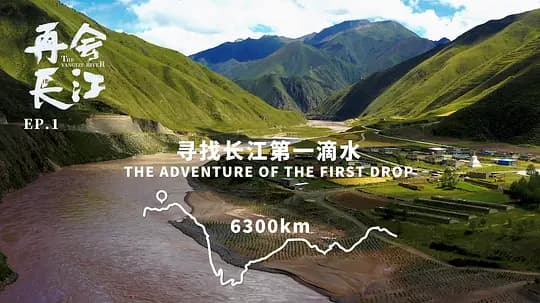 再会
长江
THE
YANGTZE RIVER
EP.1
寻找长江第一滴水
THE ADVENTURE OF THE FIRST DROP
6300km